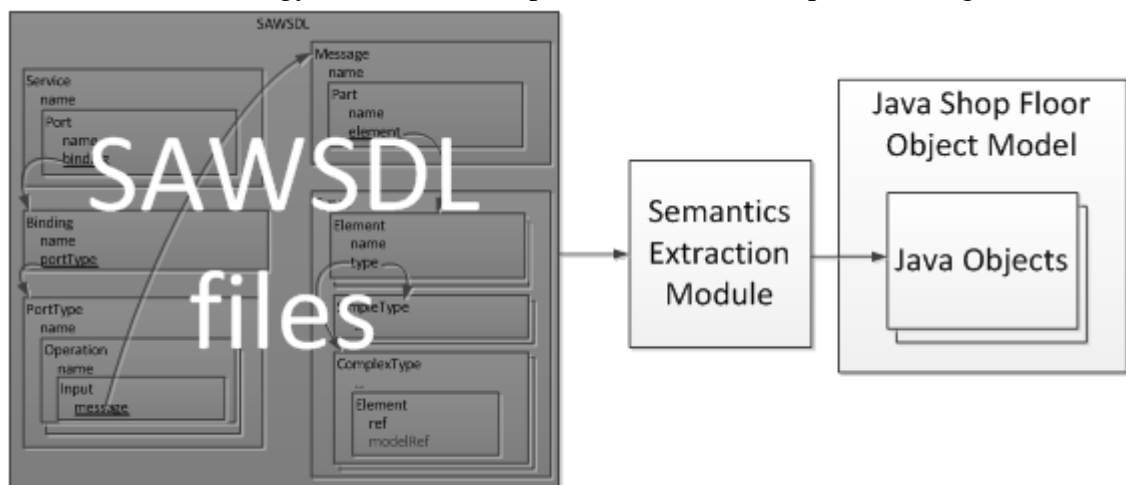 SAWSDL
Service
name
Port
name
binding
Binding
name
portType
PortType
name
Operation
name
Input
message
Message
name
Part
name
element
Element
name
type
SimpleType
ComplexType
..
Element
ref
modelRef
SAWSDL
files
Semantics
Extraction
Module
Java Shop Floor
Object Model
Java Objects